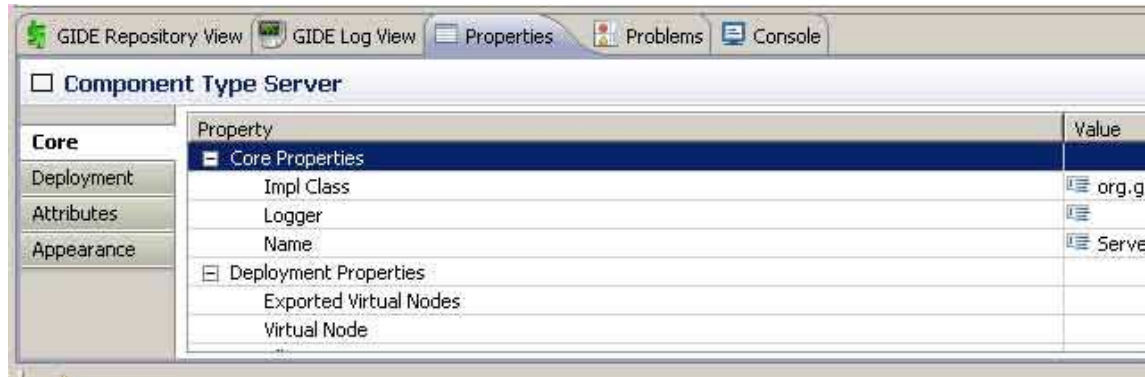 GIDE Repository View GIDE Log View Properties Problems Console
Component Type Server
Property Value
Core
Core Properties
Deployment
Impl Class org.g
Attributes
Logger
Appearance
Name Serve
Deployment Properties
Exported Virtual Nodes
Virtual Node